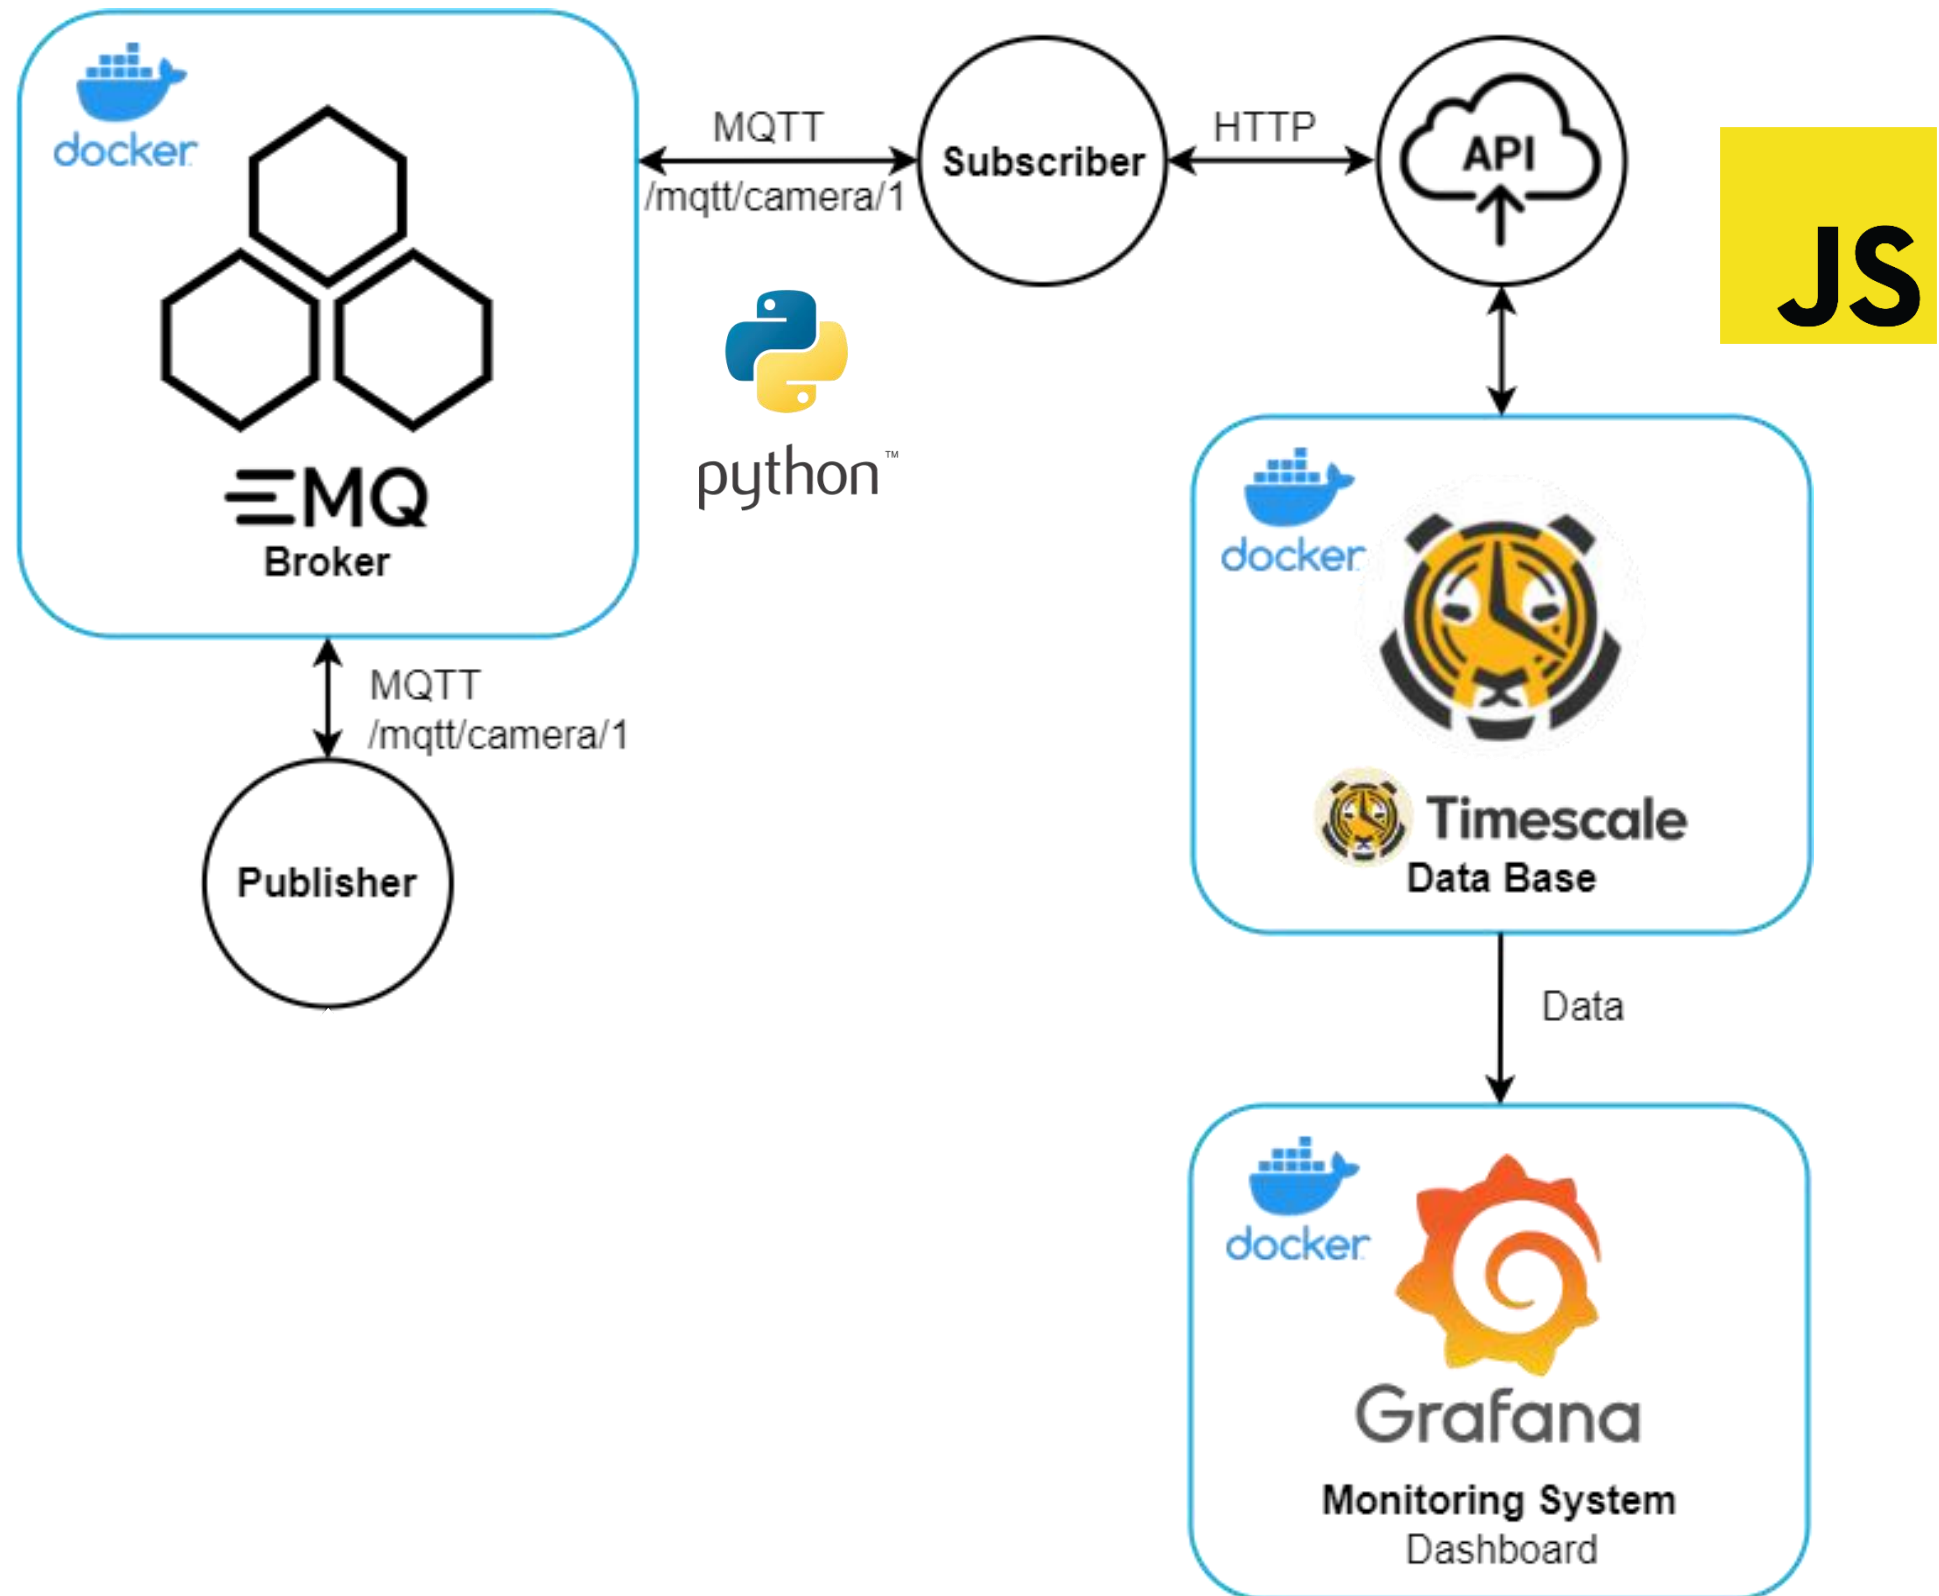 docker
EMQ
Broker
MQTT
/mqtt/camera/1
Subscriber
HTTP
API
JS
python™
MQTT
/mqtt/camera/1
Publisher
docker
Timescale
Data Base
Data
docker
Grafana
Monitoring System
Dashboard